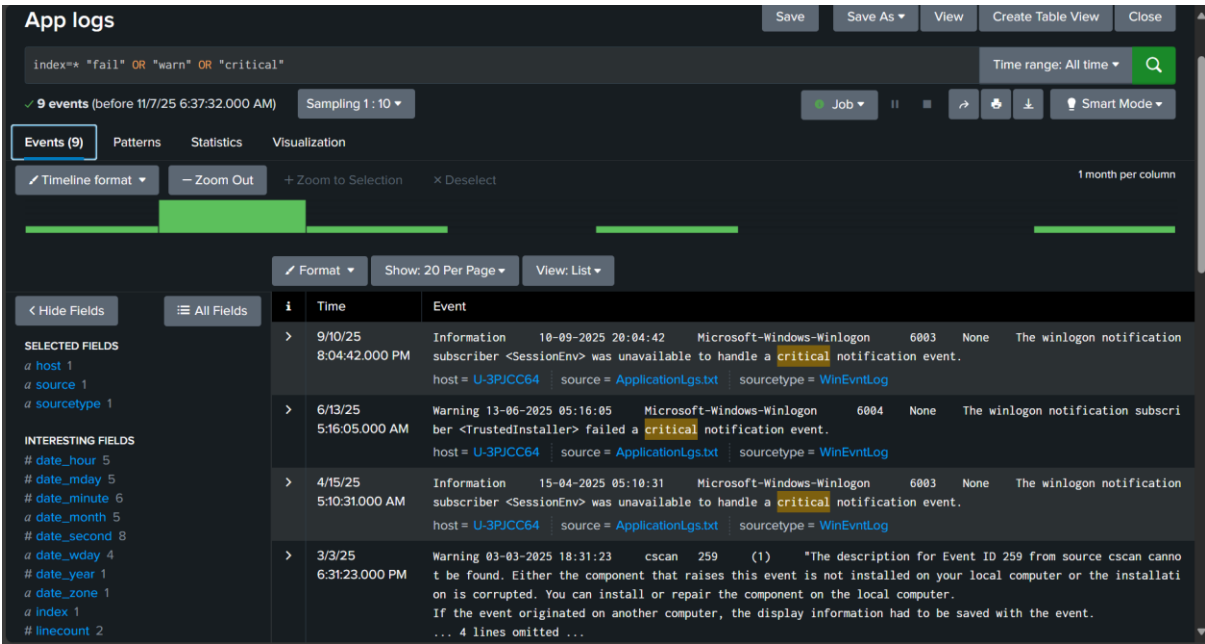 App logs
Save
Save As
View
Create Table View
Close
index=* "fail" OR "warn" OR "critical"
Time range: All time
9 events (before 11/7/25 6:37:32.000 AM)
Sampling 1 : 10
Job
Smart Mode
Events (9)
Patterns
Statistics
Visualization
Timeline format
− Zoom Out
+ Zoom to Selection
× Deselect
1 month per column
Format
Show: 20 Per Page
View: List
< Hide Fields
All Fields
i
Time
Event
SELECTED FIELDS
a host 1
a source 1
a sourcetype 1
INTERESTING FIELDS
# date_hour 5
# date_mday 5
# date_minute 6
a date_month 5
# date_second 8
a date_wday 4
# date_year 1
a date_zone 1
a index 1
# linecount 2
> 9/10/25
8:04:42.000 PM
Information 10-09-2025 20:04:42 Microsoft-Windows-Winlogon 6003 None The winlogon notification
subscriber <SessionEnv> was unavailable to handle a critical notification event.
host = U-3PJCC64 source = ApplicationLgs.txt sourcetype = WinEvntLog
> 6/13/25
5:16:05.000 AM
Warning 13-06-2025 05:16:05 Microsoft-Windows-Winlogon 6004 None The winlogon notification subscri
ber <TrustedInstaller> failed a critical notification event.
host = U-3PJCC64 source = ApplicationLgs.txt sourcetype = WinEvntLog
> 4/15/25
5:10:31.000 AM
Information 15-04-2025 05:10:31 Microsoft-Windows-Winlogon 6003 None The winlogon notification
subscriber <SessionEnv> was unavailable to handle a critical notification event.
host = U-3PJCC64 source = ApplicationLgs.txt sourcetype = WinEvntLog
> 3/3/25
6:31:23.000 PM
Warning 03-03-2025 18:31:23 cscan 259 (1) "The description for Event ID 259 from source cscan canno
t be found. Either the component that raises this event is not installed on your local computer or the installati
on is corrupted. You can install or repair the component on the local computer.
If the event originated on another computer, the display information had to be saved with the event.
... 4 lines omitted ...